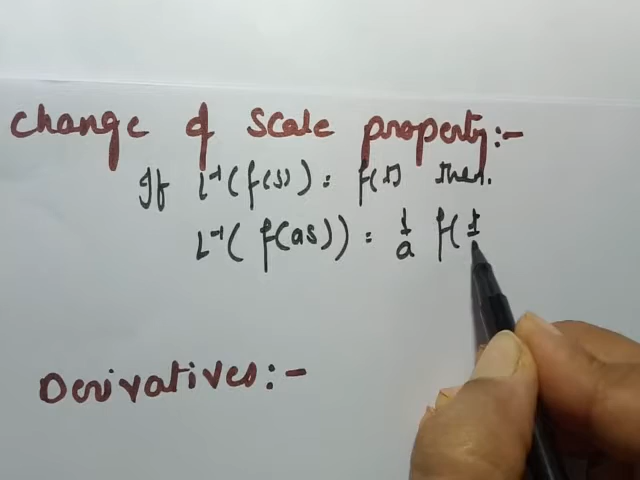 Change of Scale property:-
If L⁻¹(f(s)) = f(t) then.
L⁻¹(f(as)) = 1/a f(t
Derivatives:-